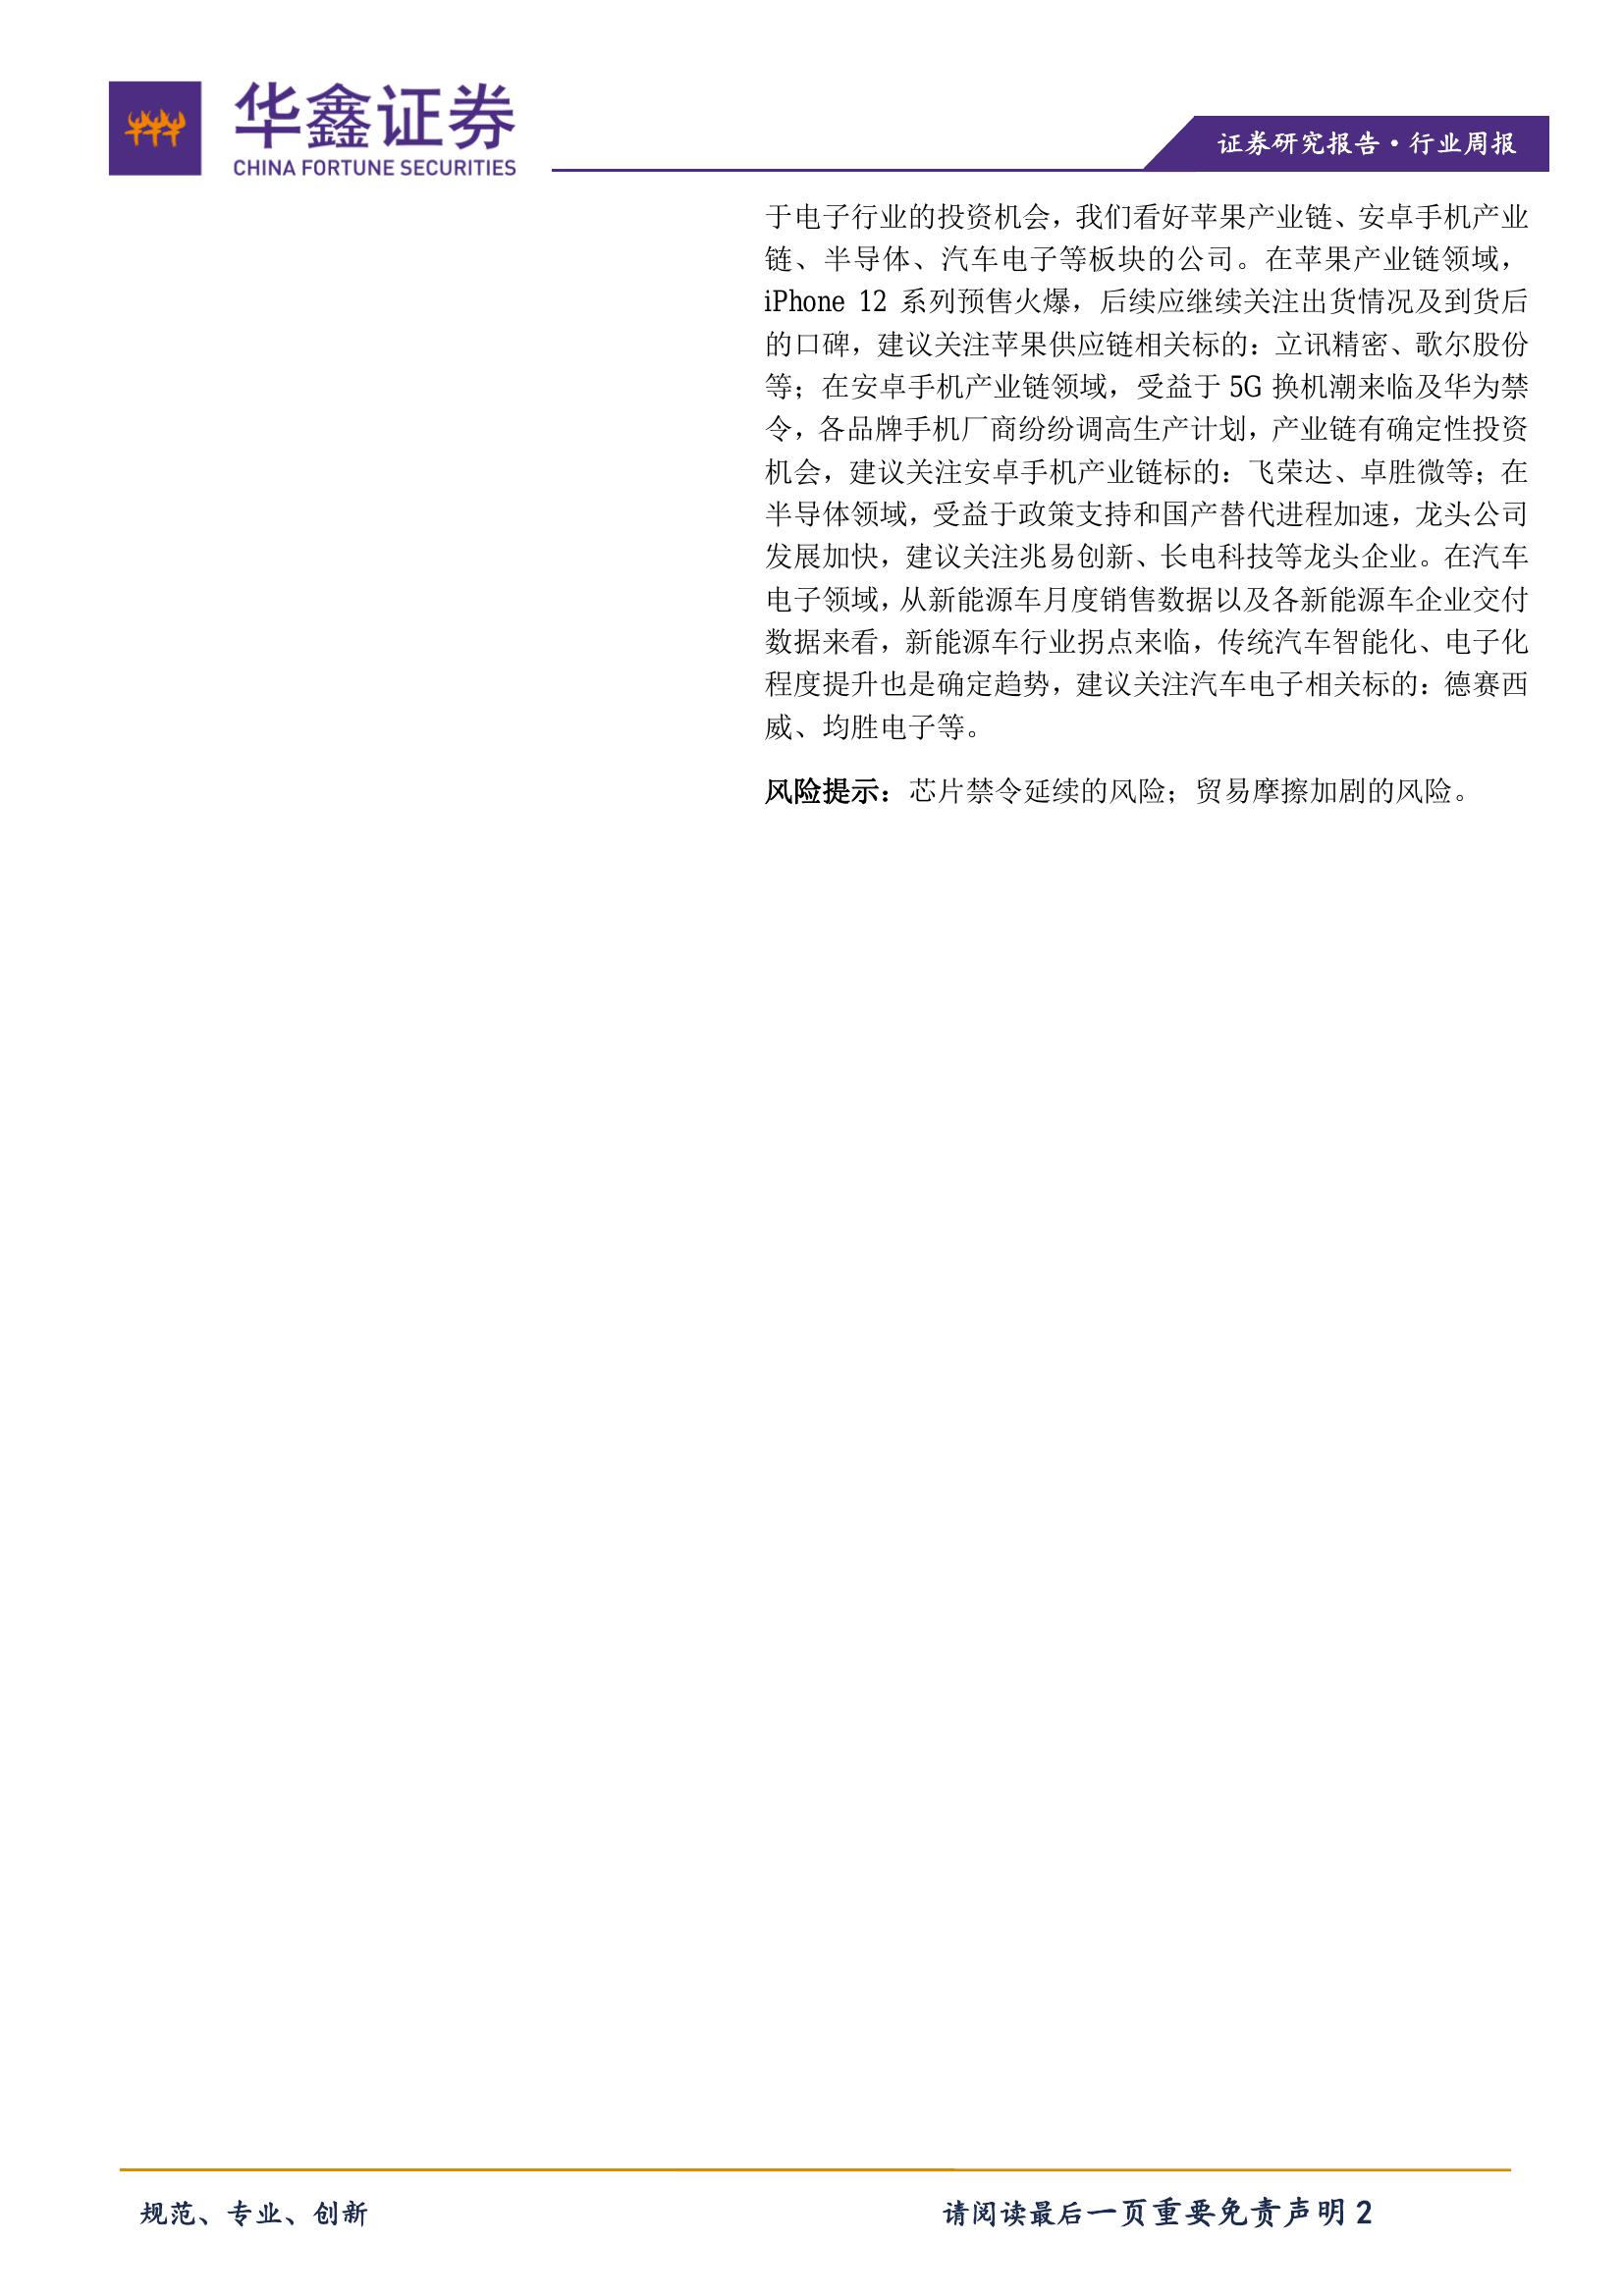 华鑫证券
CHINA FORTUNE SECURITIES
证券研究报告·行业周报
于电子行业的投资机会，我们看好苹果产业链、安卓手机产业
链、半导体、汽车电子等板块的公司。在苹果产业链领域，
iPhone 12 系列预售火爆，后续应继续关注出货情况及到货后
的口碑，建议关注苹果供应链相关标的：立讯精密、歌尔股份
等；在安卓手机产业链领域，受益于 5G 换机潮来临及华为禁
令，各品牌手机厂商纷纷调高生产计划，产业链有确定性投资
机会，建议关注安卓手机产业链标的：飞荣达、卓胜微等；在
半导体领域，受益于政策支持和国产替代进程加速，龙头公司
发展加快，建议关注兆易创新、长电科技等龙头企业。在汽车
电子领域，从新能源车月度销售数据以及各新能源车企业交付
数据来看，新能源车行业拐点来临，传统汽车智能化、电子化
程度提升也是确定趋势，建议关注汽车电子相关标的：德赛西
威、均胜电子等。
风险提示：芯片禁令延续的风险；贸易摩擦加剧的风险。
规范、专业、创新
请阅读最后一页重要免责声明 2